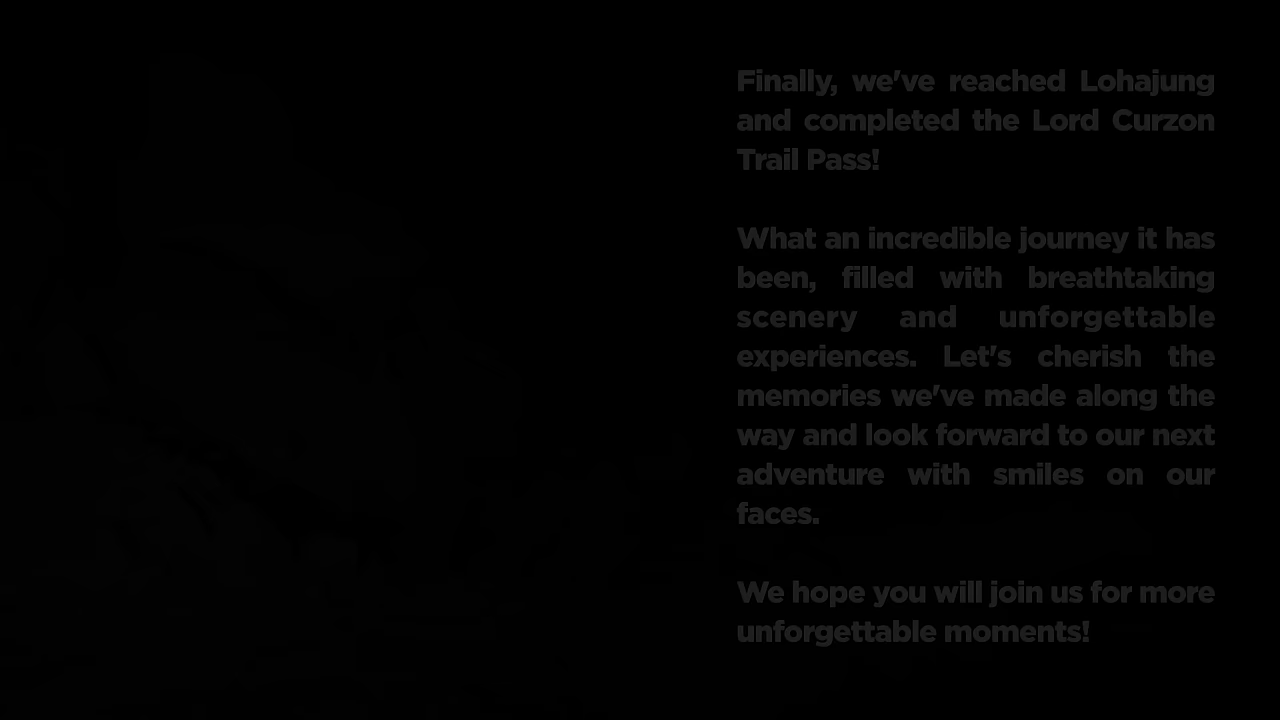 Finally, we've reached Lohajung
and completed the Lord Curzon
Trail Pass!
What an incredible journey it has
been, filled with breathtaking
scenery and unforgettable
experiences. Let's cherish the
memories we've made along the
way and look forward to our next
adventure with smiles on our
faces.
We hope you will join us for more
unforgettable moments!